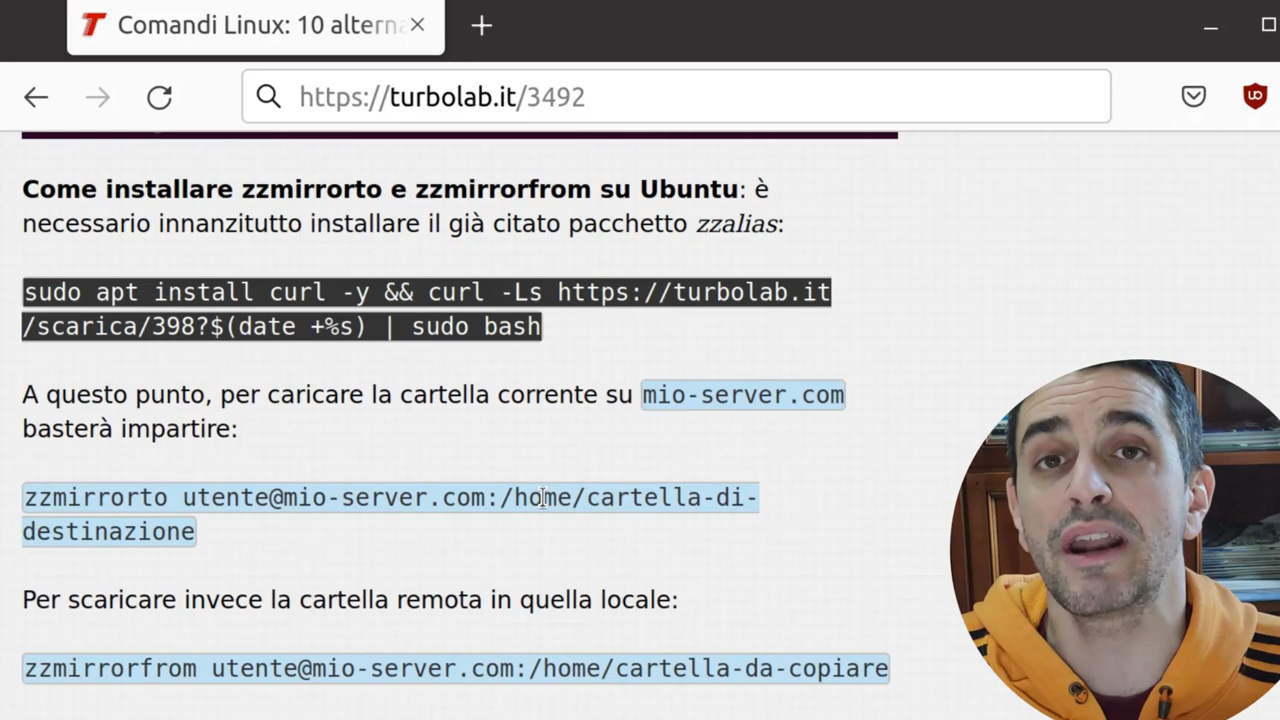 Comandi Linux: 10 alterna
https://turbolab.it/3492
Come installare zzmirrorto e zzmirrorfrom su Ubuntu: è
necessario innanzitutto installare il già citato pacchetto zzalias:
sudo apt install curl -y && curl -Ls https://turbolab.it
/scarica/398?$(date +%s) | sudo bash
A questo punto, per caricare la cartella corrente su mio-server.com
basterà impartire:
zzmirrorto utente@mio-server.com:/home/cartella-di-
destinazione
Per scaricare invece la cartella remota in quella locale:
zzmirrorfrom utente@mio-server.com:/home/cartella-da-copiare